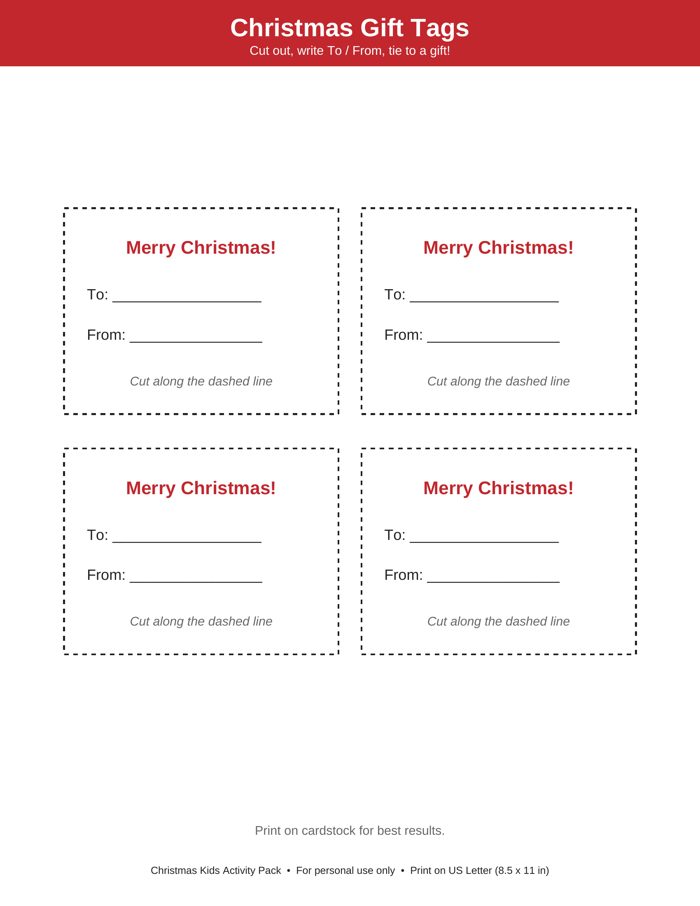 Christmas Gift Tags
Cut out, write To / From, tie to a gift!
Merry Christmas!
To: __________________
From: ________________
Cut along the dashed line
Merry Christmas!
To: __________________
From: ________________
Cut along the dashed line
Merry Christmas!
To: __________________
From: ________________
Cut along the dashed line
Merry Christmas!
To: __________________
From: ________________
Cut along the dashed line
Print on cardstock for best results.
Christmas Kids Activity Pack • For personal use only • Print on US Letter (8.5 x 11 in)